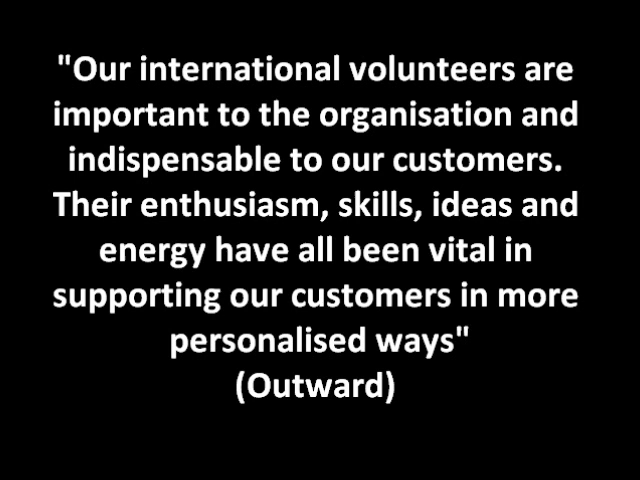 "Our international volunteers are
important to the organisation and
indispensable to our customers.
Their enthusiasm, skills, ideas and
energy have all been vital in
supporting our customers in more
personalised ways"
(Outward)